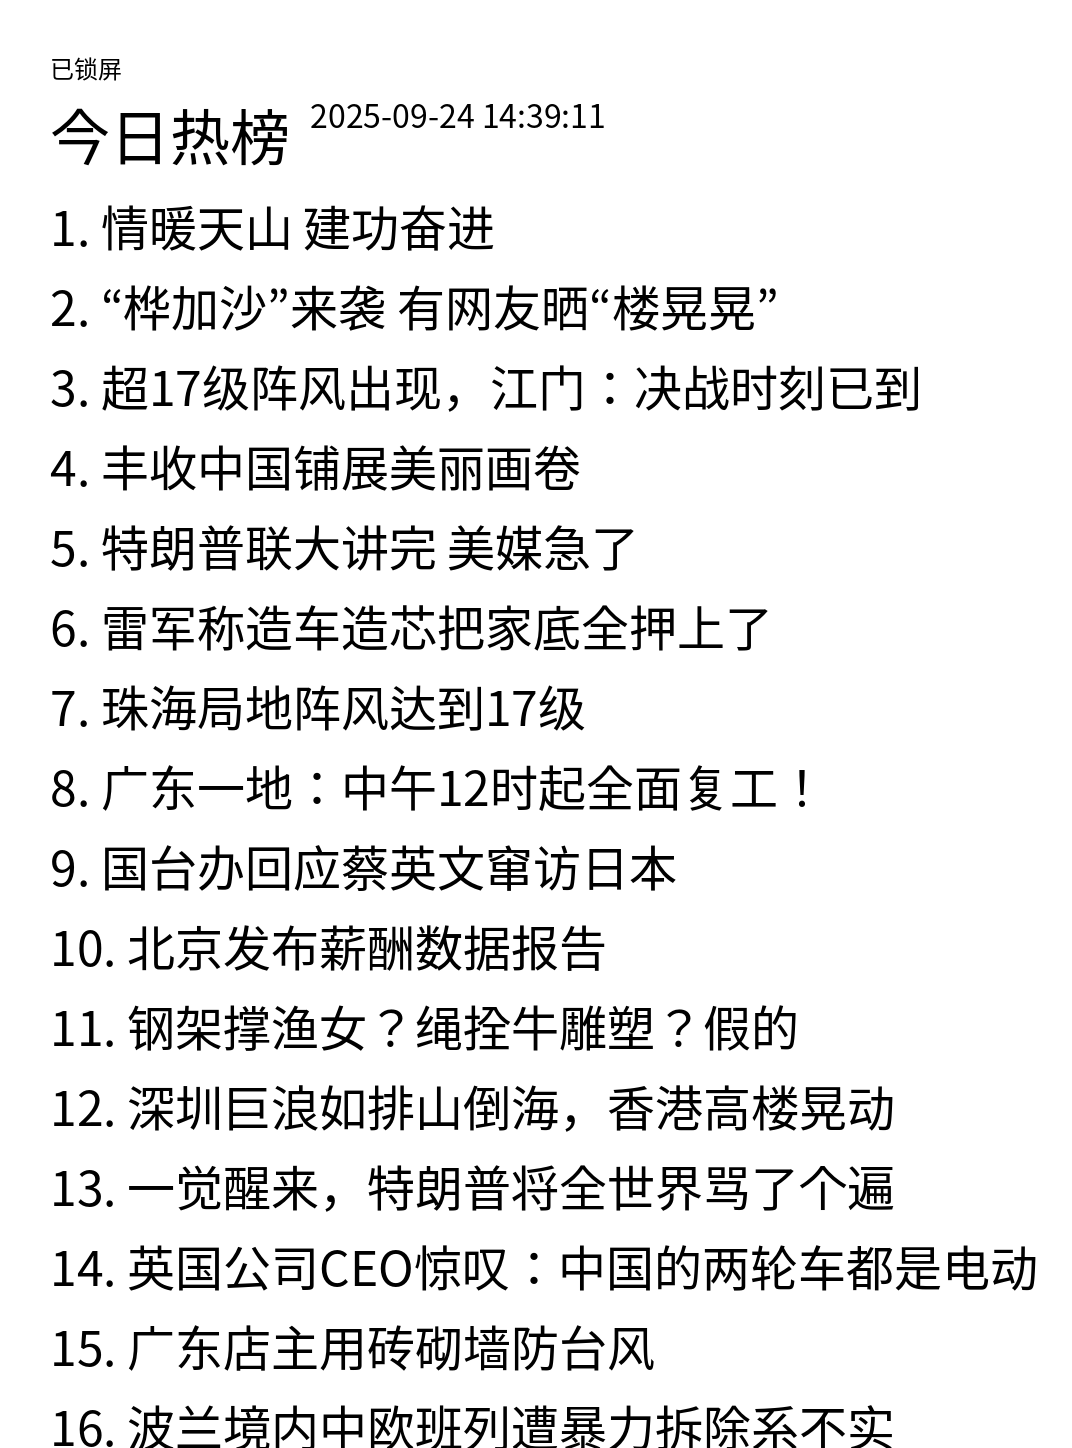 已锁屏
今日热榜 2025-09-24 14:39:11
1. 情暖天山 建功奋进
2. “桦加沙”来袭 有网友晒“楼晃晃”
3. 超17级阵风出现，江门：决战时刻已到
4. 丰收中国铺展美丽画卷
5. 特朗普联大讲完 美媒急了
6. 雷军称造车造芯把家底全押上了
7. 珠海局地阵风达到17级
8. 广东一地：中午12时起全面复工！
9. 国台办回应蔡英文窜访日本
10. 北京发布薪酬数据报告
11. 钢架撑渔女？绳拴牛雕塑？假的
12. 深圳巨浪如排山倒海，香港高楼晃动
13. 一觉醒来，特朗普将全世界骂了个遍
14. 英国公司CEO惊叹：中国的两轮车都是电动
15. 广东店主用砖砌墙防台风
16. 波兰境内中欧班列遭暴力拆除系不实